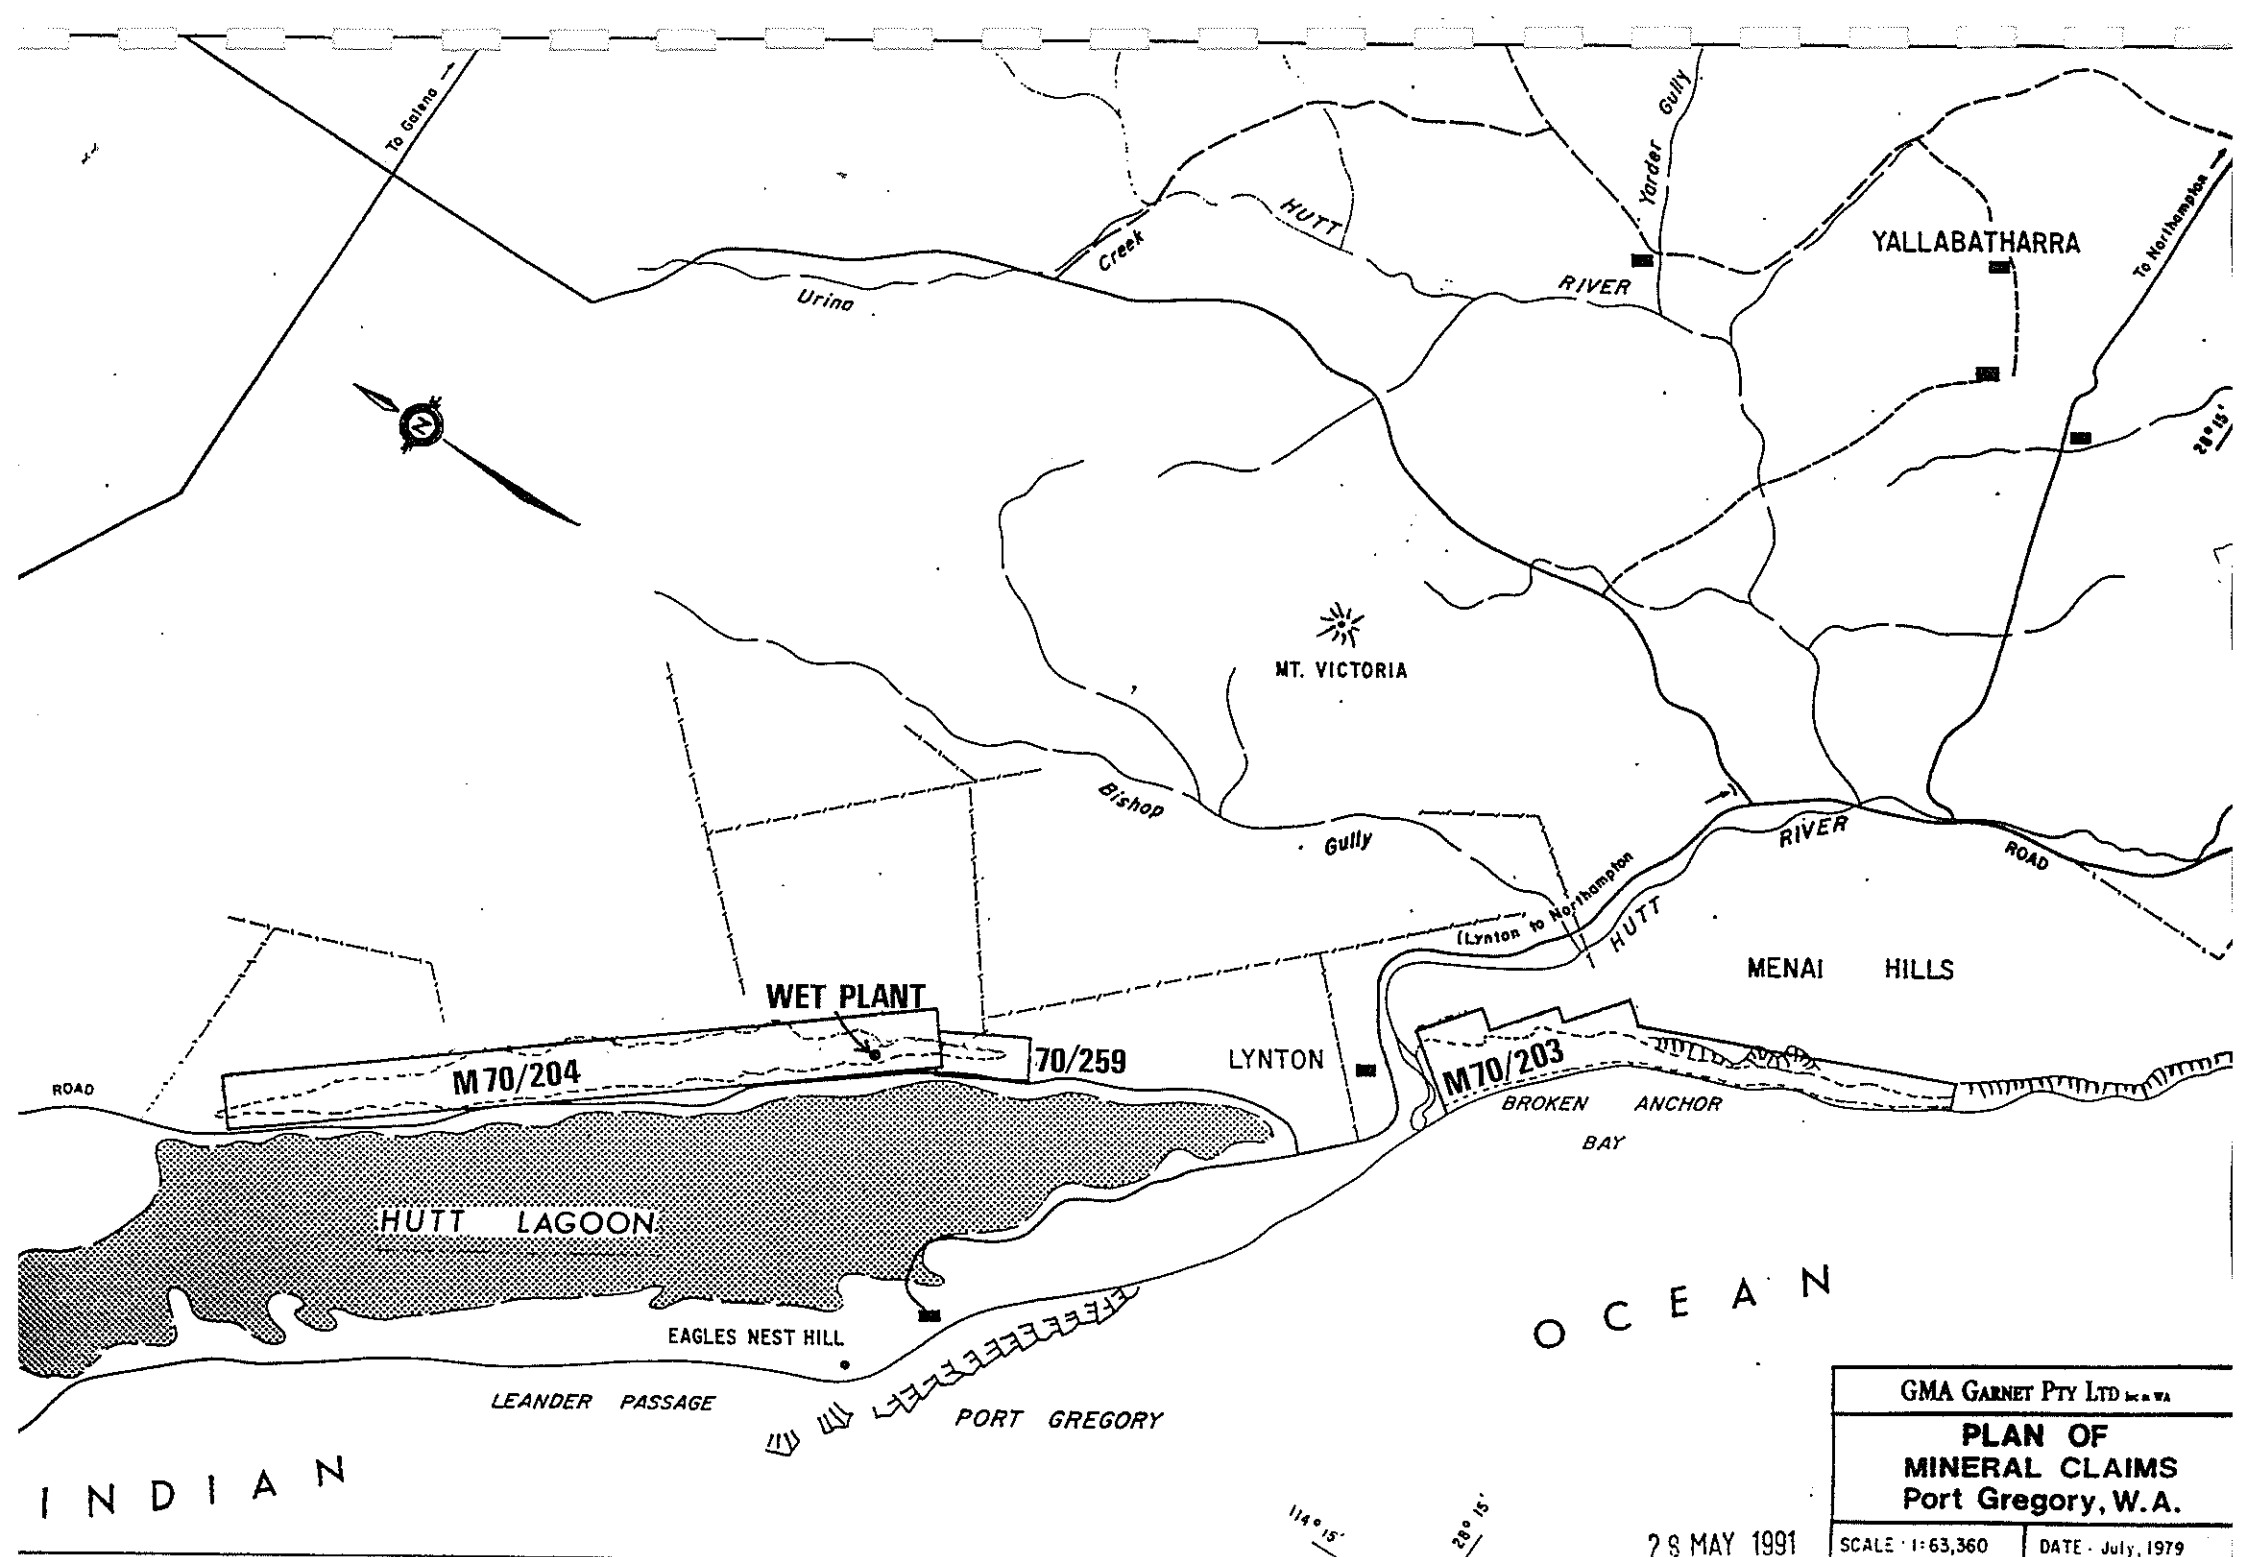 To Galena
Yarder Gully
HUTT
RIVER
YALLABATHARRA
To Northampton
Creek
Urina
28° 15'
N
MT. VICTORIA
Bishop
Gully
RIVER
ROAD
(Lynton to Northampton
HUTT
MENAI HILLS
WET PLANT
M70/204
70/259
LYNTON
M70/203
ROAD
BROKEN ANCHOR
BAY
HUTT LAGOON
EAGLES NEST HILL
LEANDER PASSAGE
PORT GREGORY
INDIAN
OCEAN
114° 15'
28° 15'
28 MAY 1991
GMA GARNET PTY LTD
PLAN OF
MINERAL CLAIMS
Port Gregory, W.A.
SCALE · 1:63,360
DATE · July, 1979